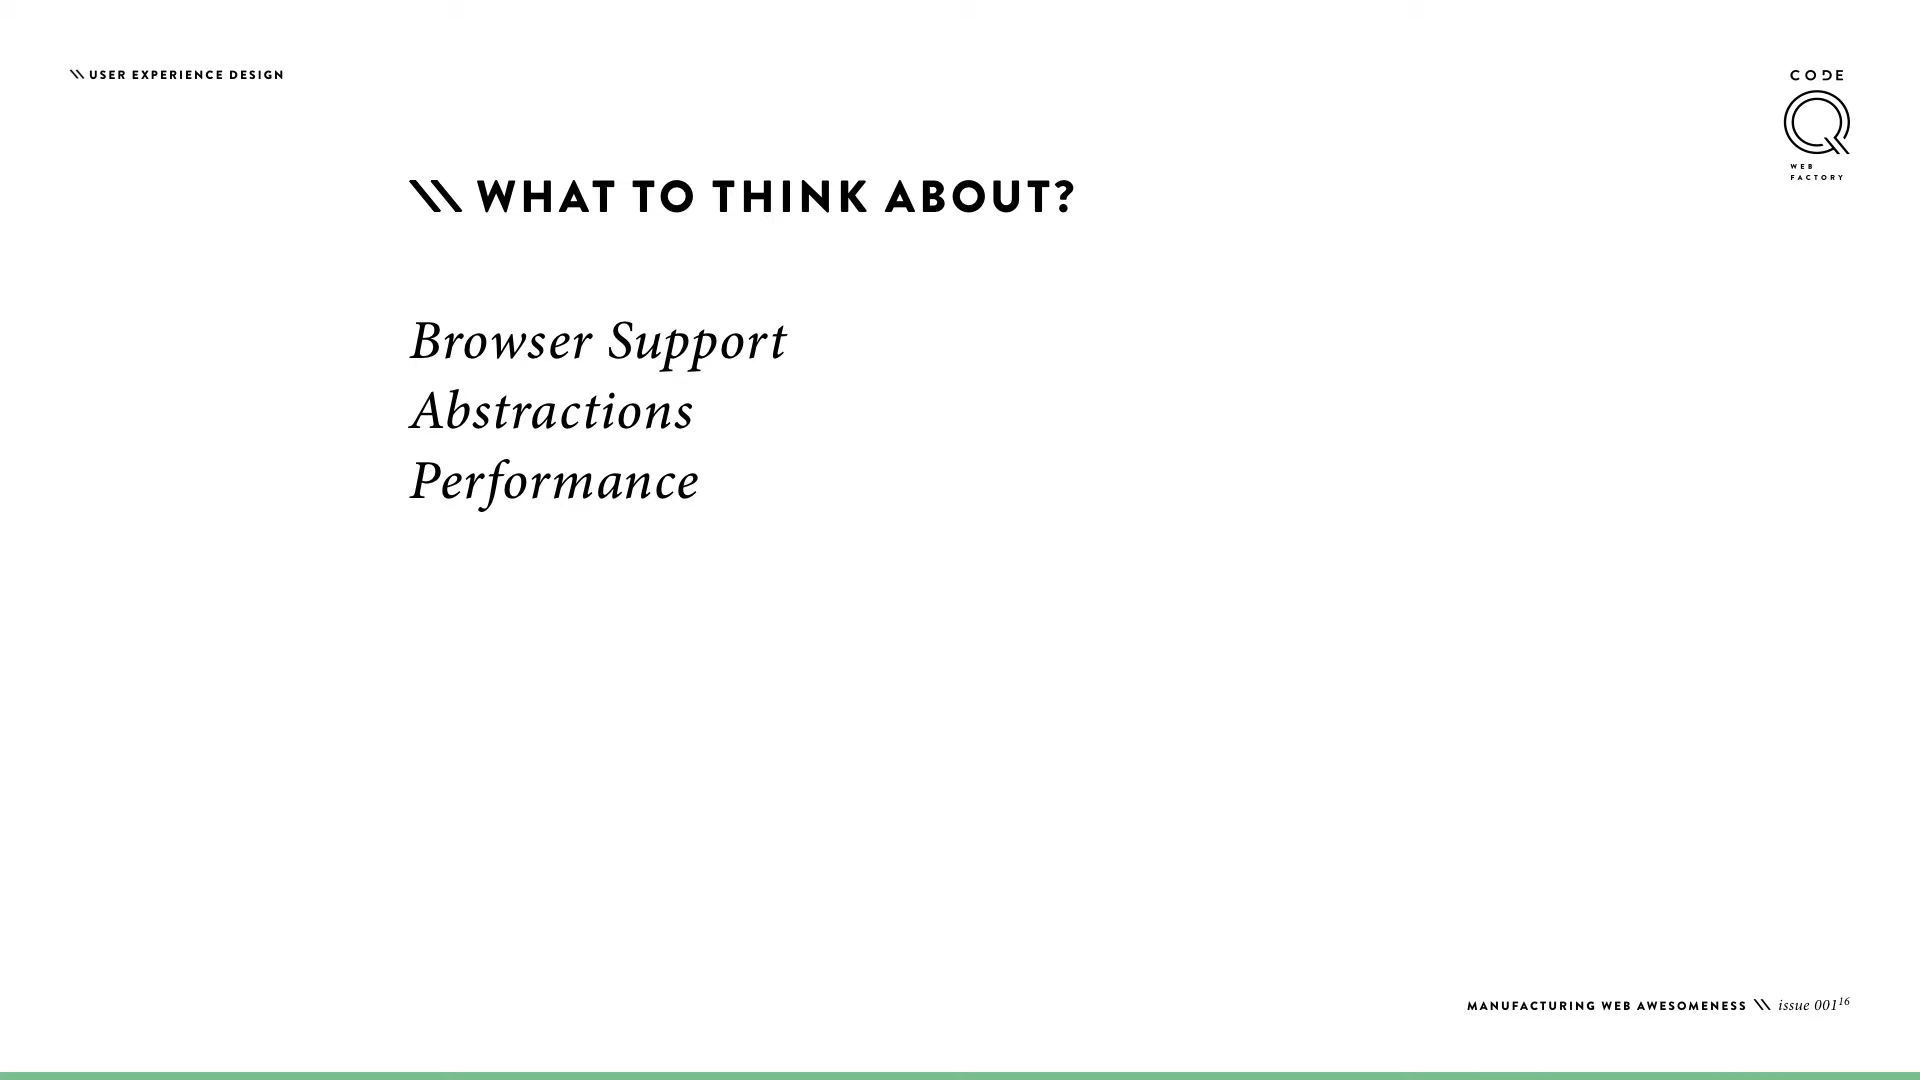 \\ USER EXPERIENCE DESIGN
CODE
Q
WEB
FACTORY
\\ WHAT TO THINK ABOUT?
Browser Support
Abstractions
Performance
MANUFACTURING WEB AWESOMENESS \\ issue 001¹⁶